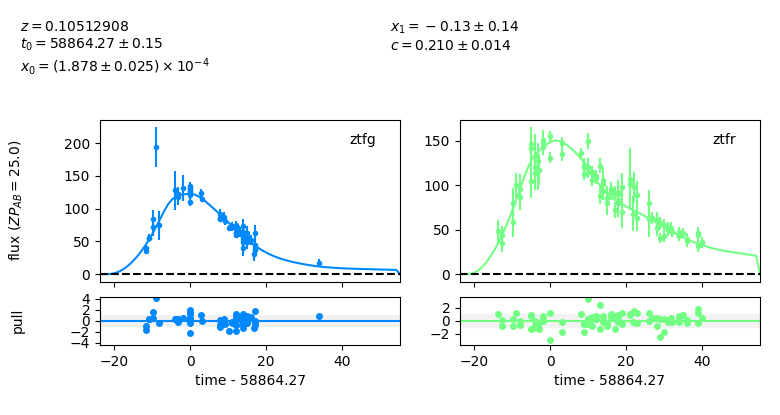 z = 0.10512908
t₀ = 58864.27 ± 0.15
x₀ = (1.878 ± 0.025) × 10⁻⁴
x₁ = −0.13 ± 0.14
c = 0.210 ± 0.014
flux (ZP_AB = 25.0)
ztfg
200
150
100
50
0
ztfr
150
100
50
0
pull
4
2
0
−2
−4
2
0
−2
−20 0 20 40
−20 0 20 40
time - 58864.27
time - 58864.27